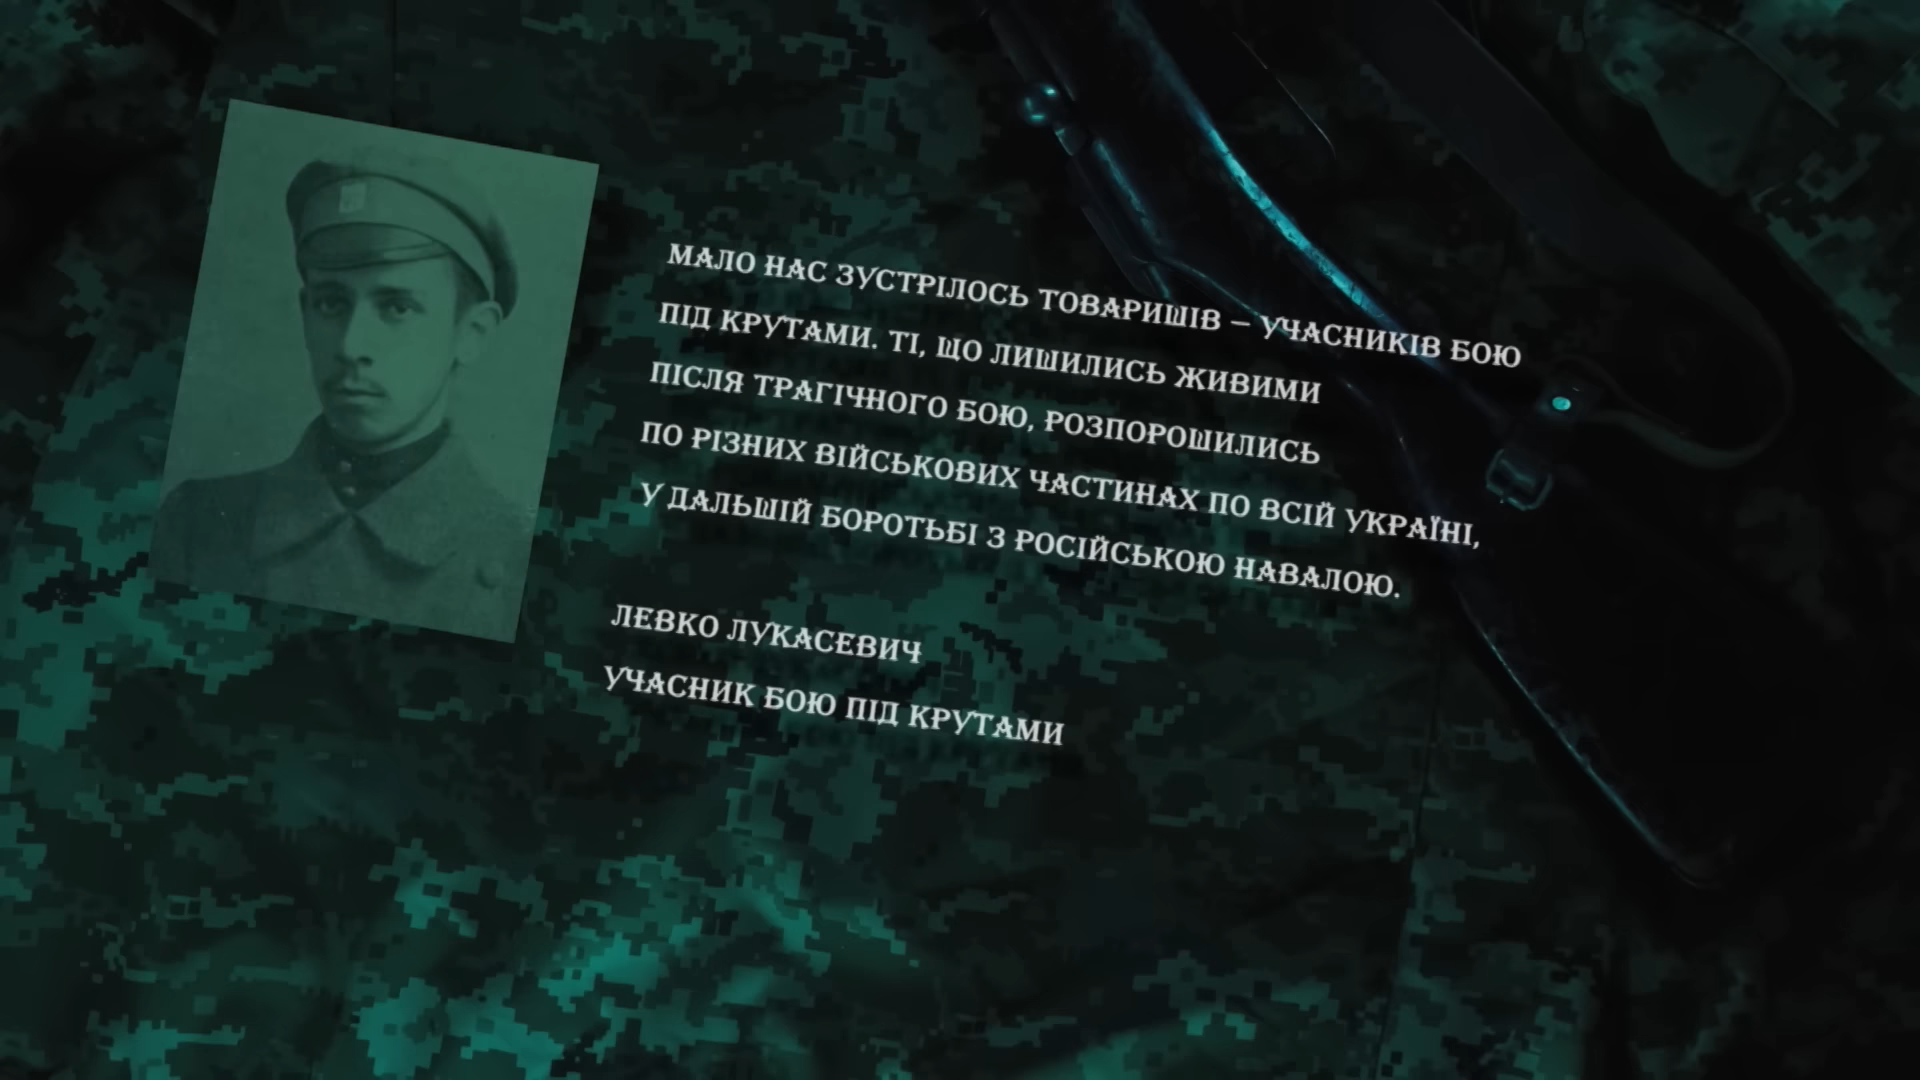 МАЛО НАС ЗУСТРІЛОСЬ ТОВАРИШІВ – УЧАСНИКІВ БОЮ
ПІД КРУТАМИ. ТІ, ЩО ЛИШИЛИСЬ ЖИВИМИ
ПІСЛЯ ТРАГІЧНОГО БОЮ, РОЗПОРОШИЛИСЬ
ПО РІЗНИХ ВІЙСЬКОВИХ ЧАСТИНАХ ПО ВСІЙ УКРАЇНІ,
У ДАЛЬШІЙ БОРОТЬБІ З РОСІЙСЬКОЮ НАВАЛОЮ.
ЛЕВКО ЛУКАСЕВИЧ
УЧАСНИК БОЮ ПІД КРУТАМИ